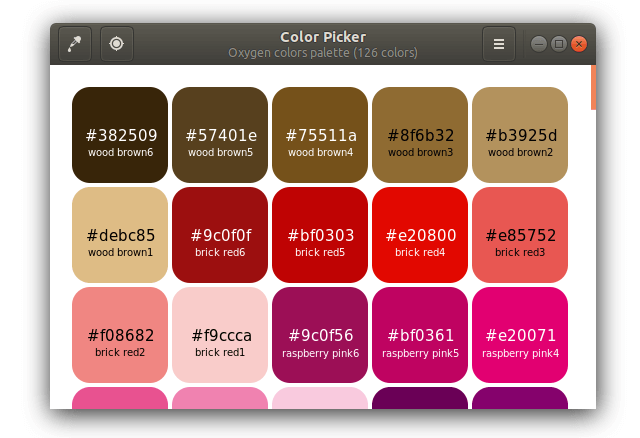 Color Picker
Oxygen colors palette (126 colors)
#382509
wood brown6
#57401e
wood brown5
#75511a
wood brown4
#8f6b32
wood brown3
#b3925d
wood brown2
#debc85
wood brown1
#9c0f0f
brick red6
#bf0303
brick red5
#e20800
brick red4
#e85752
brick red3
#f08682
brick red2
#f9ccca
brick red1
#9c0f56
raspberry pink6
#bf0361
raspberry pink5
#e20071
raspberry pink4